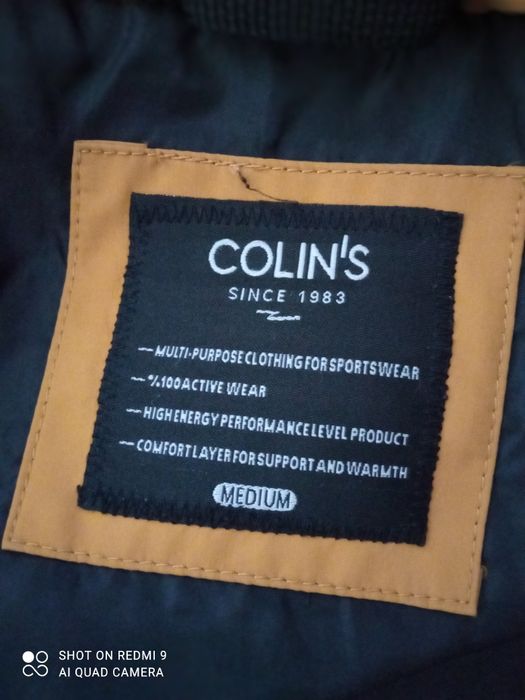 COLIN'S
SINCE 1983
MULTI-PURPOSE CLOTHING FOR SPORTSWEAR
%100 ACTIVE WEAR
HIGH ENERGY PERFORMANCE LEVEL PRODUCT
COMFORT LAYER FOR SUPPORT AND WARMTH
MEDIUM
SHOT ON REDMI 9
AI QUAD CAMERA